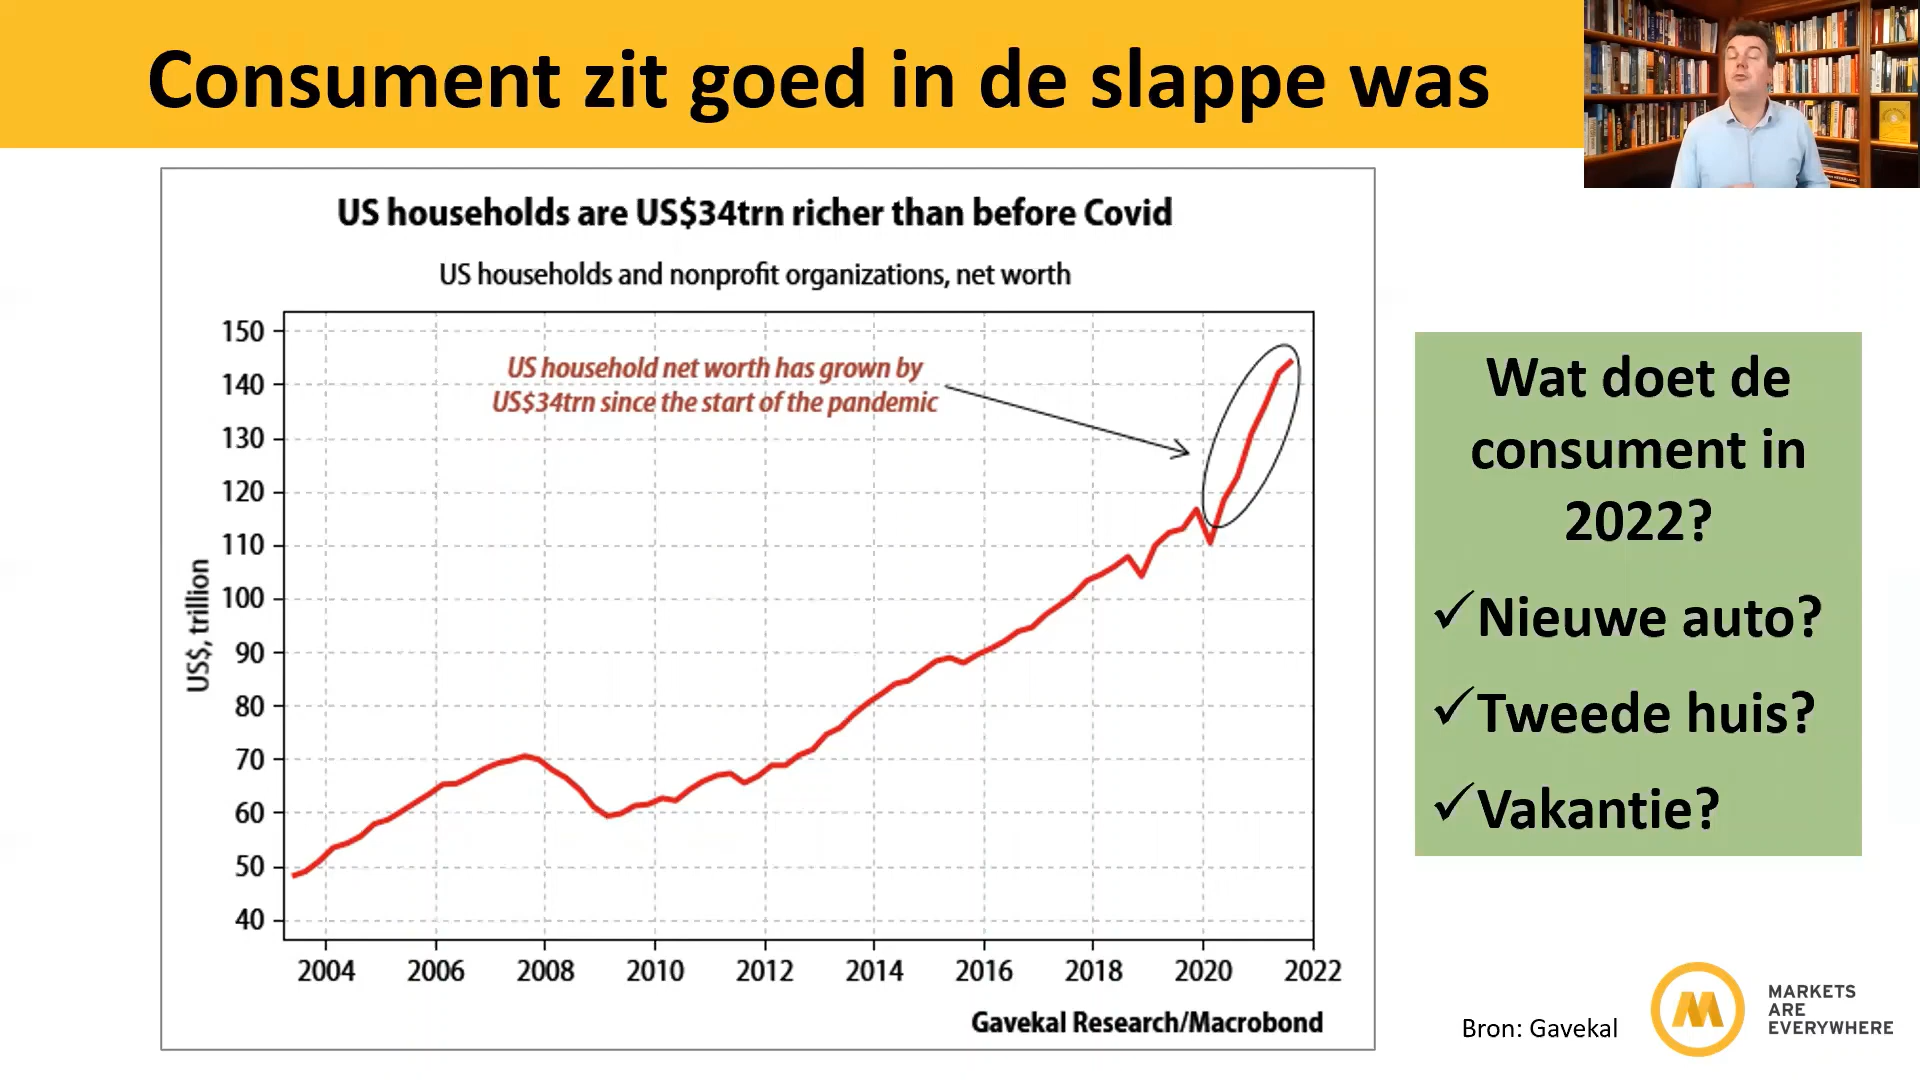 Consument zit goed in de slappe was
US households are US$34trn richer than before Covid
US households and nonprofit organizations, net worth
US household net worth has grown by
US$34trn since the start of the pandemic
US$, trillion
150
140
130
120
110
100
90
80
70
60
50
40
2004 2006 2008 2010 2012 2014 2016 2018 2020 2022
Gavekal Research/Macrobond
Wat doet de
consument in
2022?
✓Nieuwe auto?
✓Tweede huis?
✓Vakantie?
Bron: Gavekal
MARKETS
ARE
EVERYWHERE